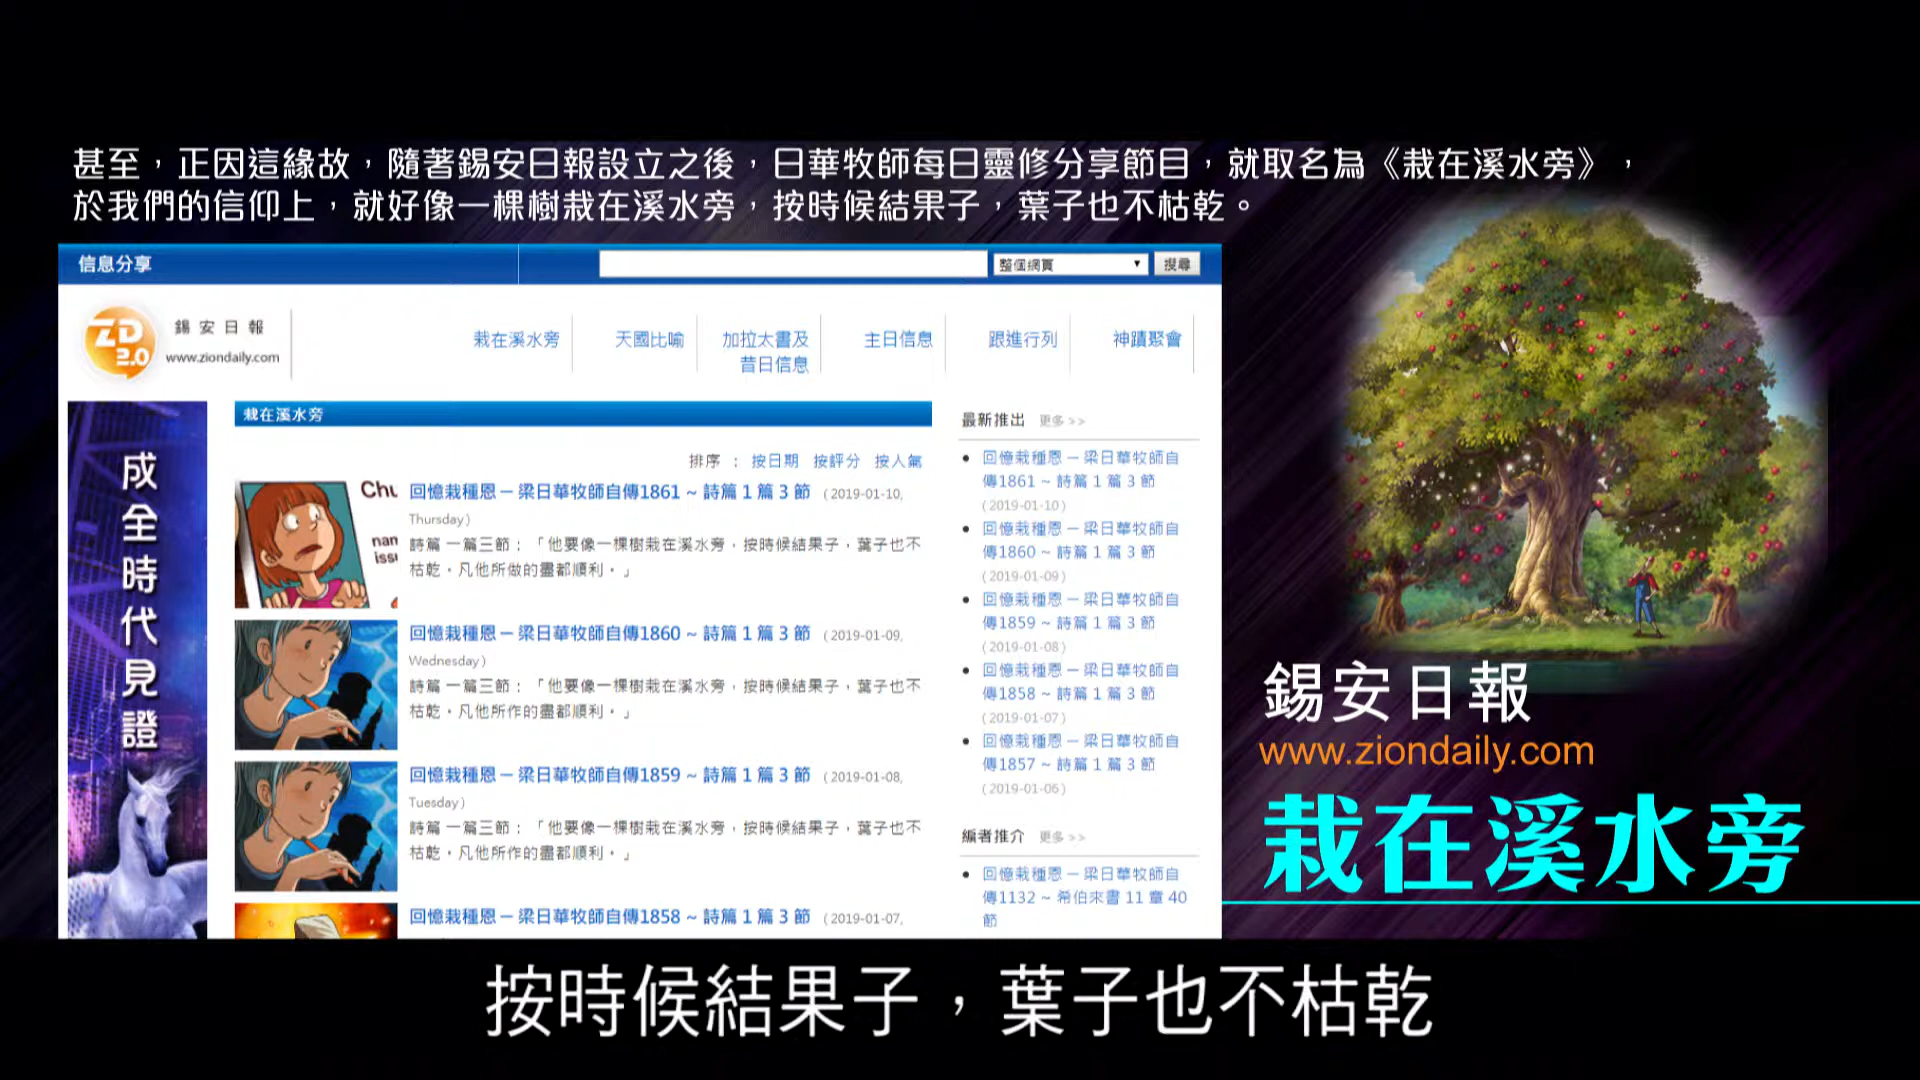 甚至，正因這緣故，隨著錫安日報設立之後，日華牧師每日靈修分享節目，就取名為《栽在溪水旁》，
於我們的信仰上，就好像一棵樹栽在溪水旁，按時候結果子，葉子也不枯乾。
信息分享
整個網頁
搜尋
ZD 2.0
錫安日報
www.ziondaily.com
栽在溪水旁
天國比喻
加拉太書及
昔日信息
主日信息
跟進行列
神蹟聚會
成全時代見證
栽在溪水旁
排序 ： 按日期 按評分 按人氣
回憶栽種恩 – 梁日華牧師自傳1861 ~ 詩篇 1 篇 3 節 (2019-01-10,
Thursday)
詩篇 一篇三節：「他要像一棵樹栽在溪水旁，按時候結果子，葉子也不
枯乾。凡他所做的盡都順利。」
回憶栽種恩 – 梁日華牧師自傳1860 ~ 詩篇 1 篇 3 節 (2019-01-09,
Wednesday)
詩篇 一篇三節：「他要像一棵樹栽在溪水旁，按時候結果子，葉子也不
枯乾。凡他所作的盡都順利。」
回憶栽種恩 – 梁日華牧師自傳1859 ~ 詩篇 1 篇 3 節 (2019-01-08,
Tuesday)
詩篇 一篇三節：「他要像一棵樹栽在溪水旁，按時候結果子，葉子也不
枯乾。凡他所作的盡都順利。」
回憶栽種恩 – 梁日華牧師自傳1858 ~ 詩篇 1 篇 3 節 (2019-01-07,
最新推出 更多 >>
回憶栽種恩 – 梁日華牧師自
傳1861 ~ 詩篇 1 篇 3 節
(2019-01-10)
回憶栽種恩 – 梁日華牧師自
傳1860 ~ 詩篇 1 篇 3 節
(2019-01-09)
回憶栽種恩 – 梁日華牧師自
傳1859 ~ 詩篇 1 篇 3 節
(2019-01-08)
回憶栽種恩 – 梁日華牧師自
傳1858 ~ 詩篇 1 篇 3 節
(2019-01-07)
回憶栽種恩 – 梁日華牧師自
傳1857 ~ 詩篇 1 篇 3 節
(2019-01-06)
編者推介 更多 >>
回憶栽種恩 – 梁日華牧師自
傳1132 ~ 希伯來書 11 章 40
節
錫安日報
www.ziondaily.com
栽在溪水旁
按時候結果子，葉子也不枯乾